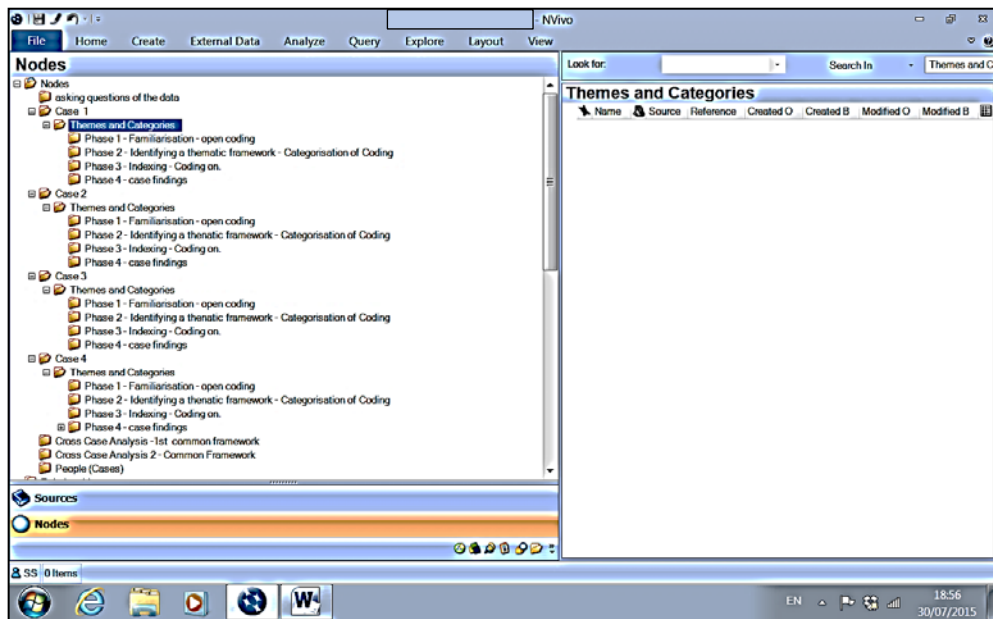 - NVivo
File Home Create External Data Analyze Query Explore Layout View
Nodes
Nodes
asking questions of the data
Case 1
Themes and Categories
Phase 1 - Familiarisation - open coding
Phase 2 - Identifying a thematic framework - Categorisation of Coding
Phase 3 - Indexing - Coding on.
Phase 4 - case findings
Case 2
Themes and Categories
Phase 1 - Familiarisation - open coding
Phase 2 - Identifying a thenatic framework - Categorisation of Coding
Phase 3 - Indexing - Coding on.
Phase 4 - case findings
Case 3
Themes and Categories
Phase 1 - Familiarisation - open coding
Phase 2 - Identifying a thematic framework - Categorisation of Coding
Phase 3 - Indexing - Coding on.
Phase 4 - case findings
Case 4
Themes and Categories
Phase 1 - Familiarisation - open coding
Phase 2 - Identifying a thematic framework - Categorisation of Coding
Phase 3 - Indexing - Coding on.
Phase 4 - case findings
Cross Case Analysis -1st common framework
Cross Case Analysis 2 - Common Framework
People (Cases)
Sources
Nodes
Look for: Search In Themes and C
Themes and Categories
Name Source Reference Created O Created B Modified O Modified B
SS 0 Items
W
EN
18:56
30/07/2015